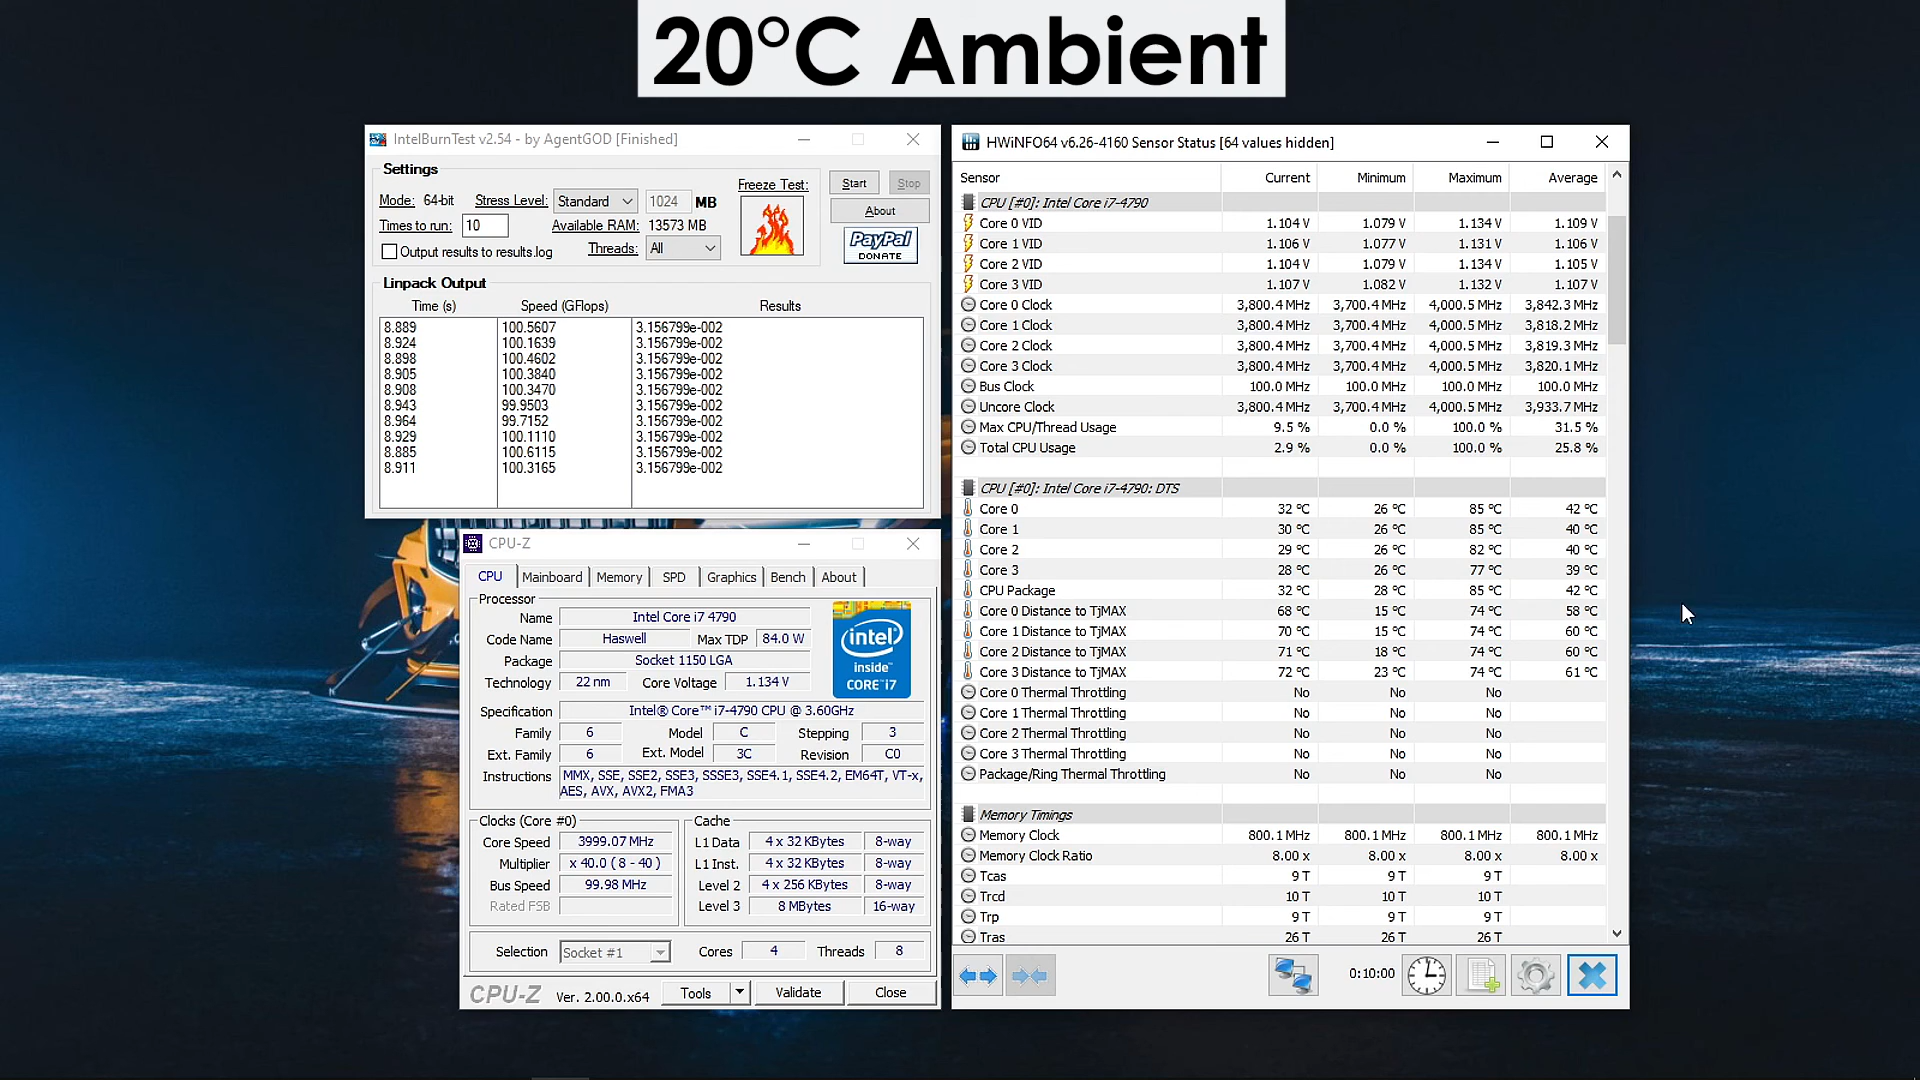 20°C Ambient
IntelBurnTest v2.54 - by AgentGOD [Finished]
Settings
Mode: 64-bit Stress Level: Standard 1024 MB
Times to run: 10 Available RAM: 13573 MB
Output results to results.log Threads: All
Freeze Test:
Start Stop
About
PayPal
DONATE
Linpack Output
Time (s) Speed (GFlops) Results
8.889 100.5607 3.156799e-002
8.924 100.1639 3.156799e-002
8.898 100.4602 3.156799e-002
8.905 100.3840 3.156799e-002
8.908 100.3470 3.156799e-002
8.943 99.9503 3.156799e-002
8.964 99.7152 3.156799e-002
8.929 100.1110 3.156799e-002
8.885 100.6115 3.156799e-002
8.911 100.3165 3.156799e-002
CPU-Z
CPU Mainboard Memory SPD Graphics Bench About
Processor
Name Intel Core i7 4790
Code Name Haswell Max TDP 84.0 W
Package Socket 1150 LGA
Technology 22 nm Core Voltage 1.134 V
intel
inside™
CORE™i7
Specification Intel® Core™ i7-4790 CPU @ 3.60GHz
Family 6 Model C Stepping 3
Ext. Family 6 Ext. Model 3C Revision C0
Instructions MMX, SSE, SSE2, SSE3, SSSE3, SSE4.1, SSE4.2, EM64T, VT-x,
AES, AVX, AVX2, FMA3
Clocks (Core #0)
Core Speed 3999.07 MHz
Multiplier x 40.0 ( 8 - 40 )
Bus Speed 99.98 MHz
Rated FSB
Cache
L1 Data 4 x 32 KBytes 8-way
L1 Inst. 4 x 32 KBytes 8-way
Level 2 4 x 256 KBytes 8-way
Level 3 8 MBytes 16-way
Selection Socket #1 Cores 4 Threads 8
CPU-Z Ver. 2.00.0.x64 Tools Validate Close
HWiNFO64 v6.26-4160 Sensor Status [64 values hidden]
Sensor Current Minimum Maximum Average
CPU [#0]: Intel Core i7-4790
Core 0 VID 1.104 V 1.079 V 1.134 V 1.109 V
Core 1 VID 1.106 V 1.077 V 1.131 V 1.106 V
Core 2 VID 1.104 V 1.079 V 1.134 V 1.105 V
Core 3 VID 1.107 V 1.082 V 1.132 V 1.107 V
Core 0 Clock 3,800.4 MHz 3,700.4 MHz 4,000.5 MHz 3,842.3 MHz
Core 1 Clock 3,800.4 MHz 3,700.4 MHz 4,000.5 MHz 3,818.2 MHz
Core 2 Clock 3,800.4 MHz 3,700.4 MHz 4,000.5 MHz 3,819.3 MHz
Core 3 Clock 3,800.4 MHz 3,700.4 MHz 4,000.5 MHz 3,820.1 MHz
Bus Clock 100.0 MHz 100.0 MHz 100.0 MHz 100.0 MHz
Uncore Clock 3,800.4 MHz 3,700.4 MHz 4,000.5 MHz 3,933.7 MHz
Max CPU/Thread Usage 9.5 % 0.0 % 100.0 % 31.5 %
Total CPU Usage 2.9 % 0.0 % 100.0 % 25.8 %
CPU [#0]: Intel Core i7-4790: DTS
Core 0 32 °C 26 °C 85 °C 42 °C
Core 1 30 °C 26 °C 85 °C 40 °C
Core 2 29 °C 26 °C 82 °C 40 °C
Core 3 28 °C 26 °C 77 °C 39 °C
CPU Package 32 °C 28 °C 85 °C 42 °C
Core 0 Distance to TjMAX 68 °C 15 °C 74 °C 58 °C
Core 1 Distance to TjMAX 70 °C 15 °C 74 °C 60 °C
Core 2 Distance to TjMAX 71 °C 18 °C 74 °C 60 °C
Core 3 Distance to TjMAX 72 °C 23 °C 74 °C 61 °C
Core 0 Thermal Throttling No No No
Core 1 Thermal Throttling No No No
Core 2 Thermal Throttling No No No
Core 3 Thermal Throttling No No No
Package/Ring Thermal Throttling No No No
Memory Timings
Memory Clock 800.1 MHz 800.1 MHz 800.1 MHz 800.1 MHz
Memory Clock Ratio 8.00 x 8.00 x 8.00 x 8.00 x
Tcas 9 T 9 T 9 T
Trcd 10 T 10 T 10 T
Trp 9 T 9 T 9 T
Tras 26 T 26 T 26 T
0:10:00